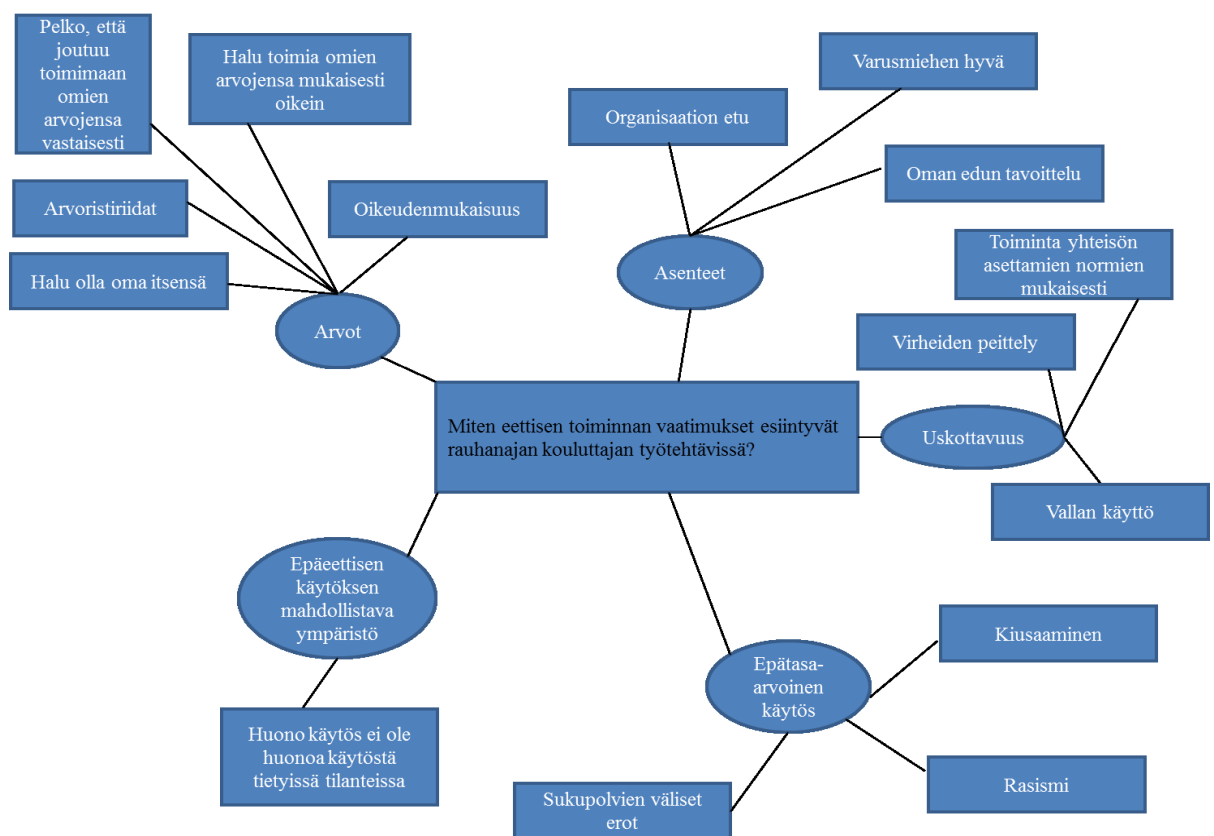 Pelko, että
joutuu
toimimaan
omien
arvojensa
vastaisesti
Halu toimia omien
arvojensa mukaisesti
oikein
Arvoristiriidat
Oikeudenmukaisuus
Halu olla oma itsensä
Arvot
Varusmiehen hyvä
Organisaation etu
Oman edun tavoittelu
Asenteet
Toiminta yhteisön
asettamien normien
mukaisesti
Virheiden peittely
Uskottavuus
Vallan käyttö
Miten eettisen toiminnan vaatimukset esiintyvät
rauhanajan kouluttajan työtehtävissä?
Epäeettisen
käytöksen
mahdollistava
ympäristö
Huono käytös ei ole
huonoa käytöstä
tietyissä tilanteissa
Epätasa-
arvoinen
käytös
Kiusaaminen
Rasismi
Sukupolvien väliset
erot